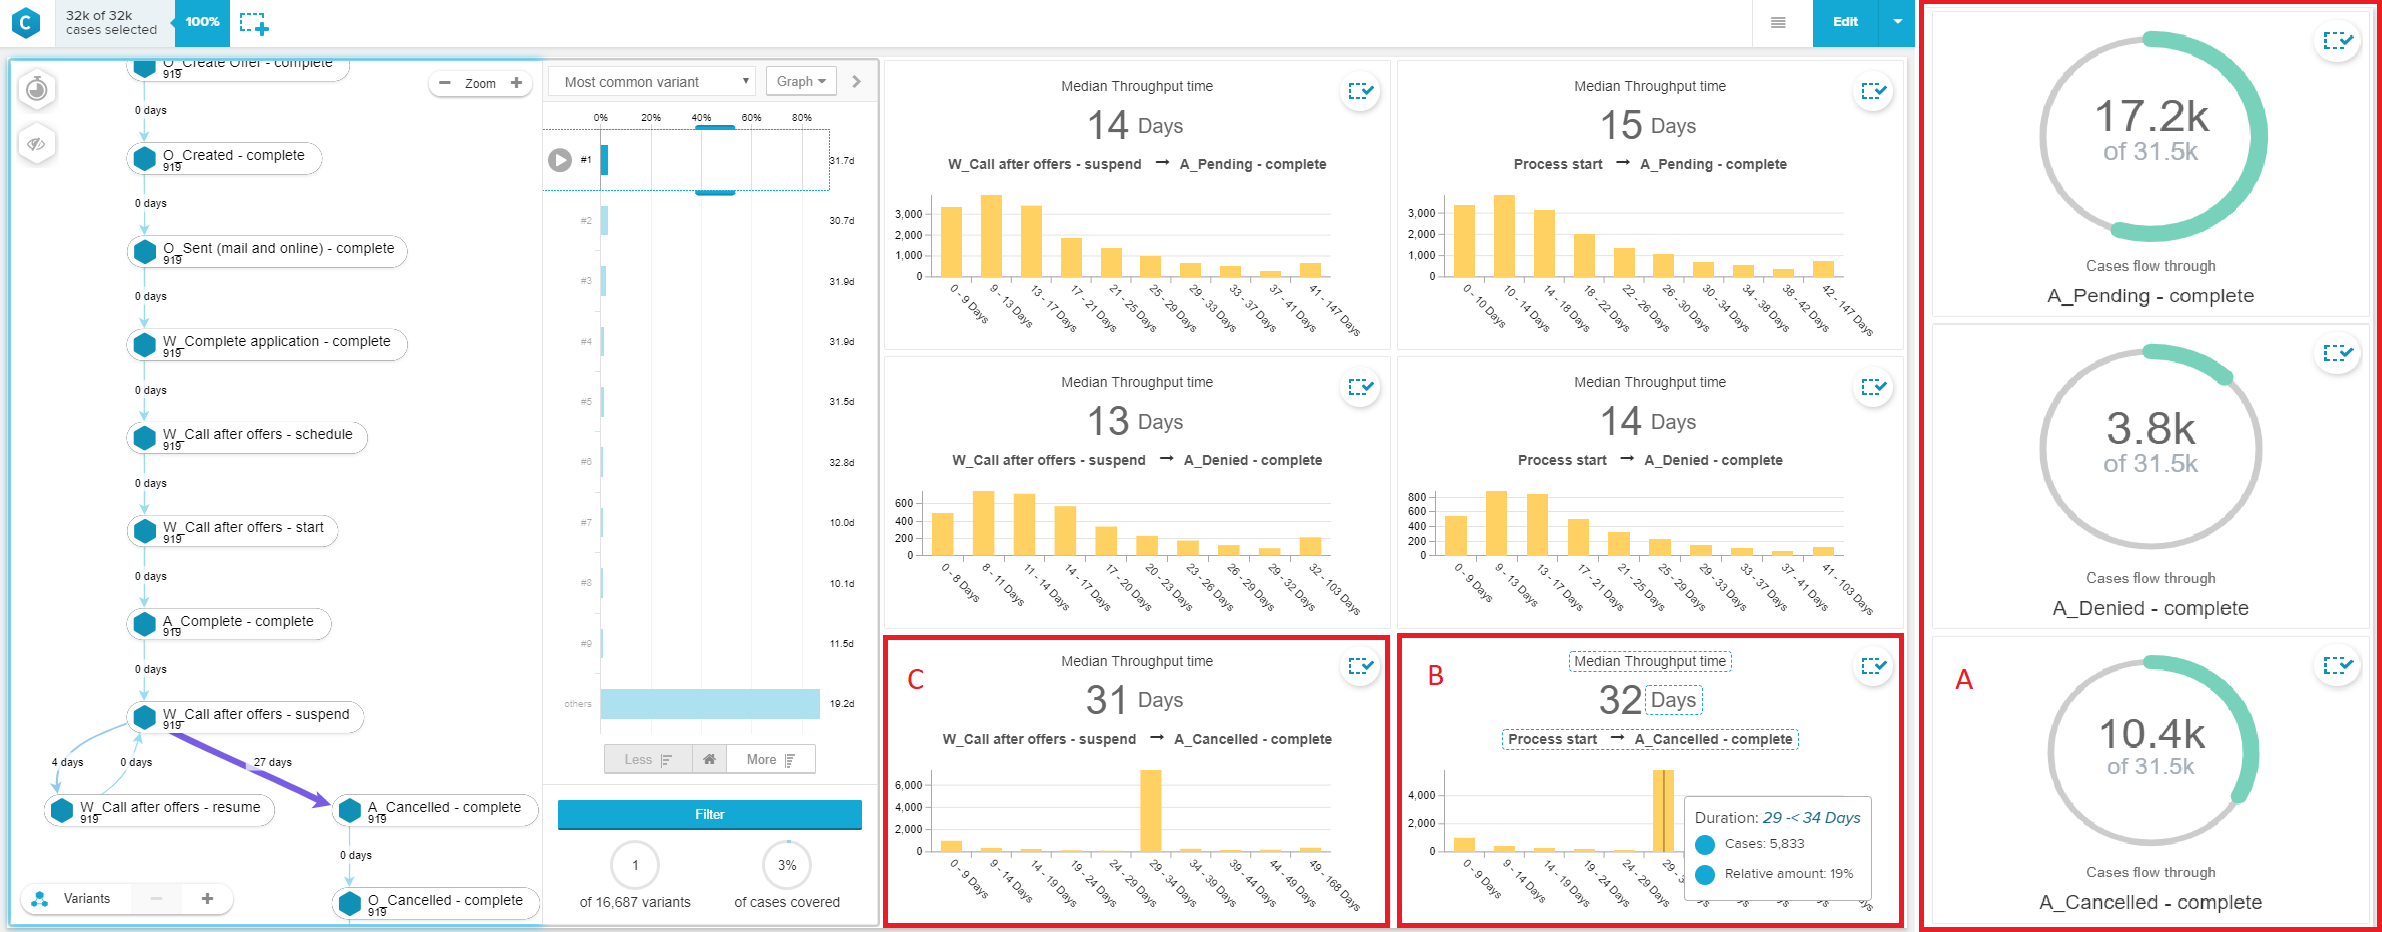 32k of 32k
cases selected
100%
Edit
O_Create Offer - complete
919
0 days
O_Created - complete
919
0 days
O_Sent (mail and online) - complete
919
0 days
W_Complete application - complete
919
0 days
W_Call after offers - schedule
919
0 days
W_Call after offers - start
919
0 days
A_Complete - complete
919
0 days
W_Call after offers - suspend
919
4 days
0 days
27 days
W_Call after offers - resume
919
A_Cancelled - complete
919
0 days
O_Cancelled - complete
919
− Zoom +
Variants − +
Most common variant
Graph
0% 20% 40% 60% 80%
#1 31.7d
#2 30.7d
#3 31.9d
#4 31.9d
#5 31.5d
#6 32.8d
#7 10.0d
#8 10.1d
#9 11.5d
others 19.2d
Less More
Filter
1
of 16,687 variants
3%
of cases covered
Median Throughput time
14 Days
W_Call after offers - suspend → A_Pending - complete
3,000
2,000
1,000
0
0 - 9 Days 9 - 13 Days 13 - 17 Days 17 - 21 Days 21 - 25 Days 25 - 29 Days 29 - 33 Days 33 - 37 Days 37 - 41 Days 41 - 147 Days
Median Throughput time
15 Days
Process start → A_Pending - complete
3,000
2,000
1,000
0
0 - 10 Days 10 - 14 Days 14 - 18 Days 18 - 22 Days 22 - 26 Days 26 - 30 Days 30 - 34 Days 34 - 38 Days 38 - 42 Days 42 - 147 Days
Median Throughput time
13 Days
W_Call after offers - suspend → A_Denied - complete
600
400
200
0
0 - 8 Days 8 - 11 Days 11 - 14 Days 14 - 17 Days 17 - 20 Days 20 - 23 Days 23 - 26 Days 26 - 29 Days 29 - 32 Days 32 - 103 Days
Median Throughput time
14 Days
Process start → A_Denied - complete
800
600
400
200
0
0 - 9 Days 9 - 13 Days 13 - 17 Days 17 - 21 Days 21 - 25 Days 25 - 29 Days 29 - 33 Days 33 - 37 Days 37 - 41 Days 41 - 103 Days
C
Median Throughput time
31 Days
W_Call after offers - suspend → A_Cancelled - complete
6,000
4,000
2,000
0
0 - 9 Days 9 - 14 Days 14 - 19 Days 19 - 24 Days 24 - 29 Days 29 - 34 Days 34 - 39 Days 39 - 44 Days 44 - 49 Days 49 - 168 Days
B
Median Throughput time
32 Days
Process start → A_Cancelled - complete
4,000
2,000
0
0 - 9 Days 9 - 14 Days 14 - 19 Days 19 - 24 Days 24 - 29 Days 29 -
Duration: 29 -< 34 Days
Cases: 5,833
Relative amount: 19%
17.2k
of 31.5k
Cases flow through
A_Pending - complete
3.8k
of 31.5k
Cases flow through
A_Denied - complete
A
10.4k
of 31.5k
Cases flow through
A_Cancelled - complete